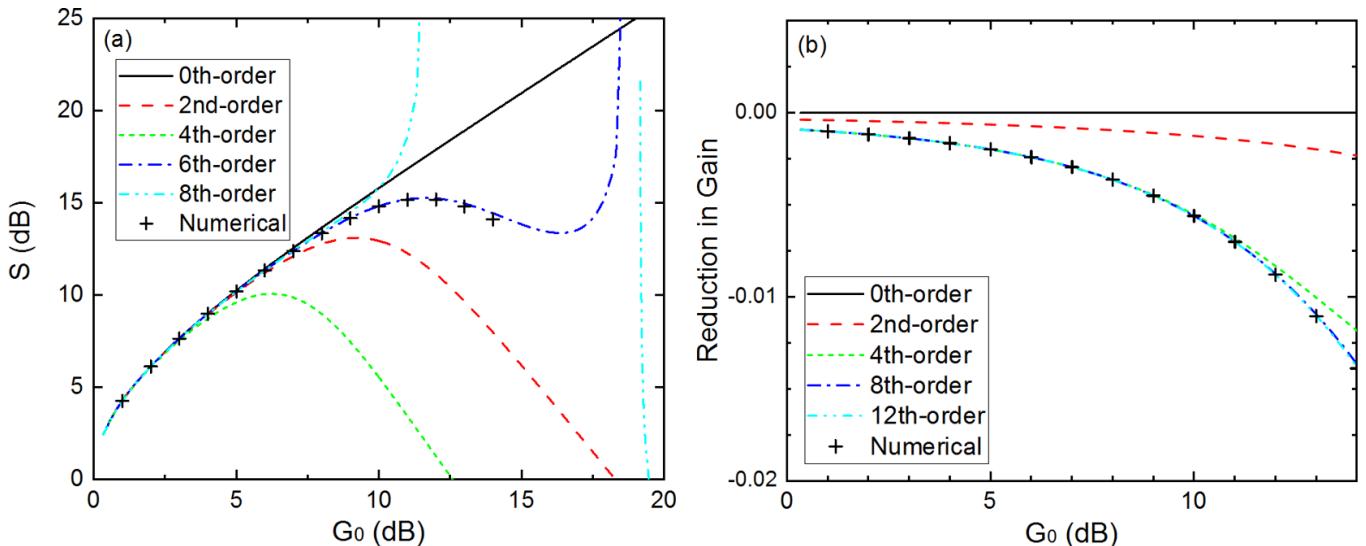 (a)
0th-order
2nd-order
4th-order
6th-order
8th-order
Numerical
25
20
15
10
5
0
S (dB)
0 5 10 15 20
G₀ (dB)
(b)
0.00
-0.01
-0.02
Reduction in Gain
0th-order
2nd-order
4th-order
8th-order
12th-order
Numerical
5 10
G₀ (dB)